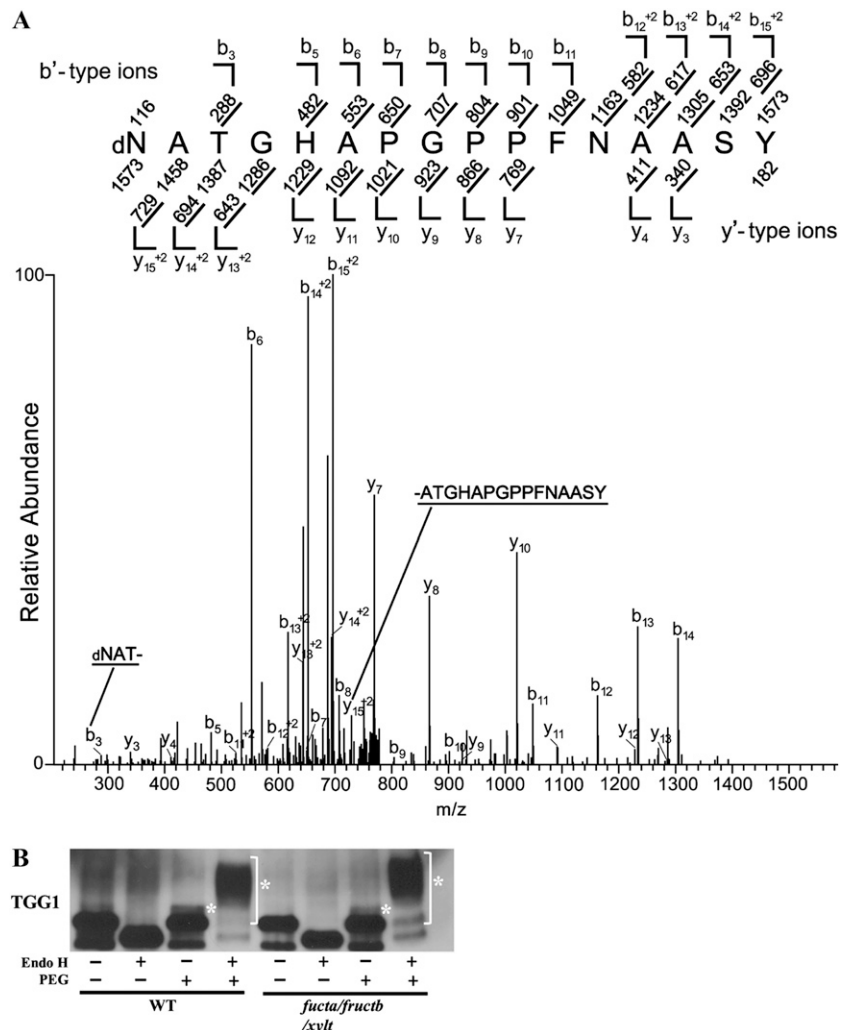 A
b₃ b₅ b₆ b₇ b₈ b₉ b₁₀ b₁₁ b₁₂⁺² b₁₃⁺² b₁₄⁺² b₁₅⁺²
b'-type ions
582 617 653 696
116 288 482 553 650 707 804 901 1049 1163 1234 1305 1392 1573
dN A T G H A P G P P F N A A S Y
1573 1458 1387 1286 1229 1092 1021 923 866 769 411 340 182
729 694 643
y₁₅⁺² y₁₄⁺² y₁₃⁺² y₁₂ y₁₁ y₁₀ y₉ y₈ y₇ y₄ y₃ y'-type ions
100
b₁₅⁺²
b₁₄⁺²
b₆
y₇
-ATGHAPGPPFNAASY
y₁₀
y₈
b₁₃⁺² y₁₄⁺² b₁₃ b₁₄
y₁₃⁺²
dNAT-
b₈ b₁₂
y₁₅⁺² b₁₁
b₅ b₁₂⁺² b₇
b₃ y₃ y₄ b₁₁⁺² b₉ b₁₀ y₉ y₁₁ y₁₂ y₁₃
0
Relative Abundance
300 400 500 600 700 800 900 1000 1100 1200 1300 1400 1500
m/z
B
TGG1
* * * *
Endo H − + − + − + − +
PEG − − + + − − + +
WT fucta/fructb
/xylt